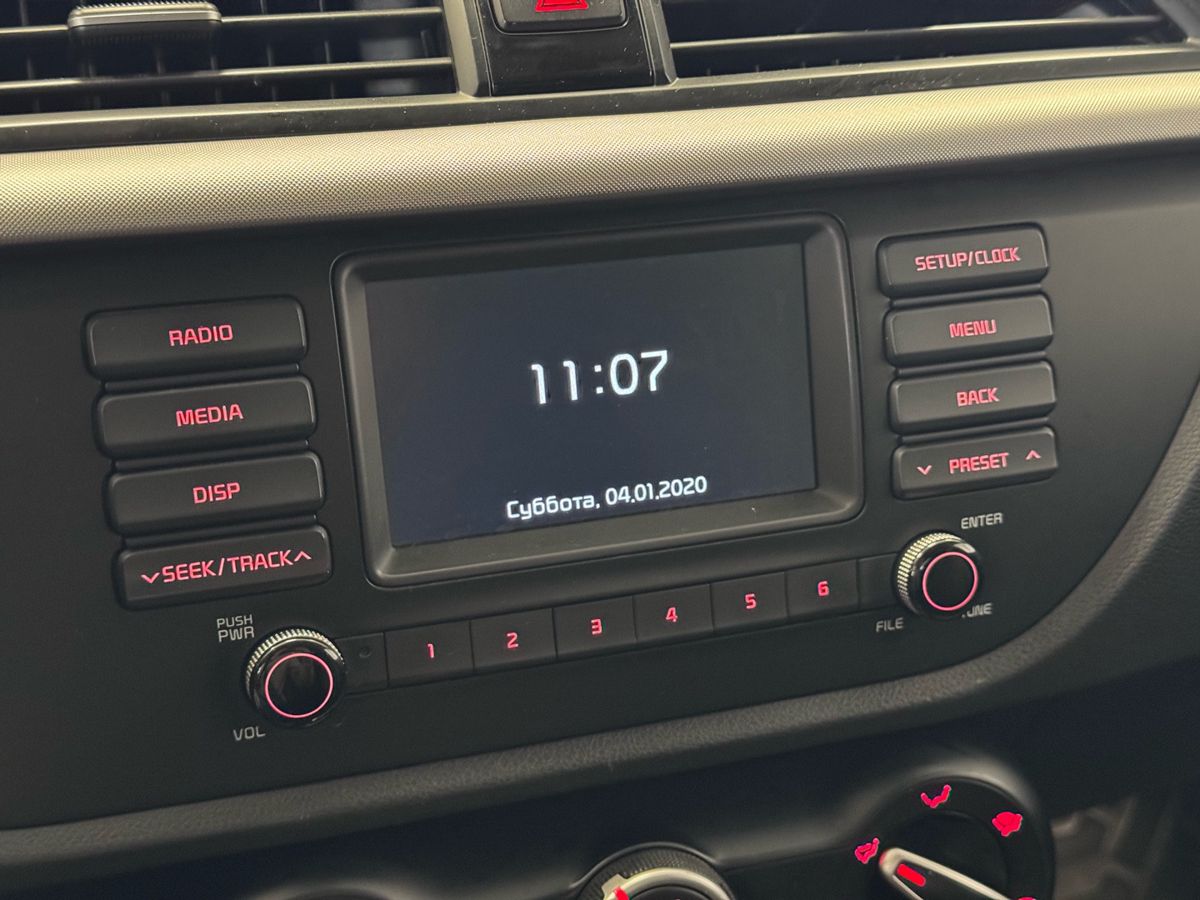 SETUP/CLOCK
RADIO
MENU
MEDIA
11:07
BACK
DISP
PRESET
Суббота, 04.01.2020
SEEK/TRACK
ENTER
PUSH
PWR
1 2 3 4 5 6
FILE
TUNE
VOL